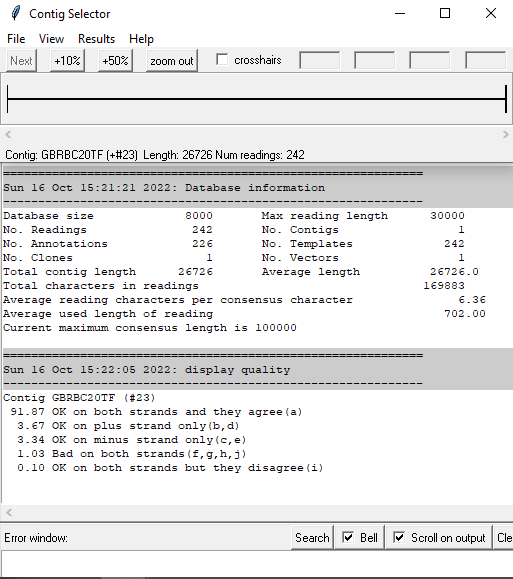 Contig Selector
File View Results Help
Next +10% +50% zoom out crosshairs
Contig: GBRBC20TF (+#23) Length: 26726 Num readings: 242
============================================================
Sun 16 Oct 15:21:21 2022: Database information
------------------------------------------------------------
Database size 8000 Max reading length 30000
No. Readings 242 No. Contigs 1
No. Annotations 226 No. Templates 242
No. Clones 1 No. Vectors 1
Total contig length 26726 Average length 26726.0
Total characters in readings 169883
Average reading characters per consensus character 6.36
Average used length of reading 702.00
Current maximum consensus length is 100000
============================================================
Sun 16 Oct 15:22:05 2022: display quality
------------------------------------------------------------
Contig GBRBC20TF (#23)
91.87 OK on both strands and they agree(a)
3.67 OK on plus strand only(b,d)
3.34 OK on minus strand only(c,e)
1.03 Bad on both strands(f,g,h,j)
0.10 OK on both strands but they disagree(i)
Error window: Search Bell Scroll on output Cle